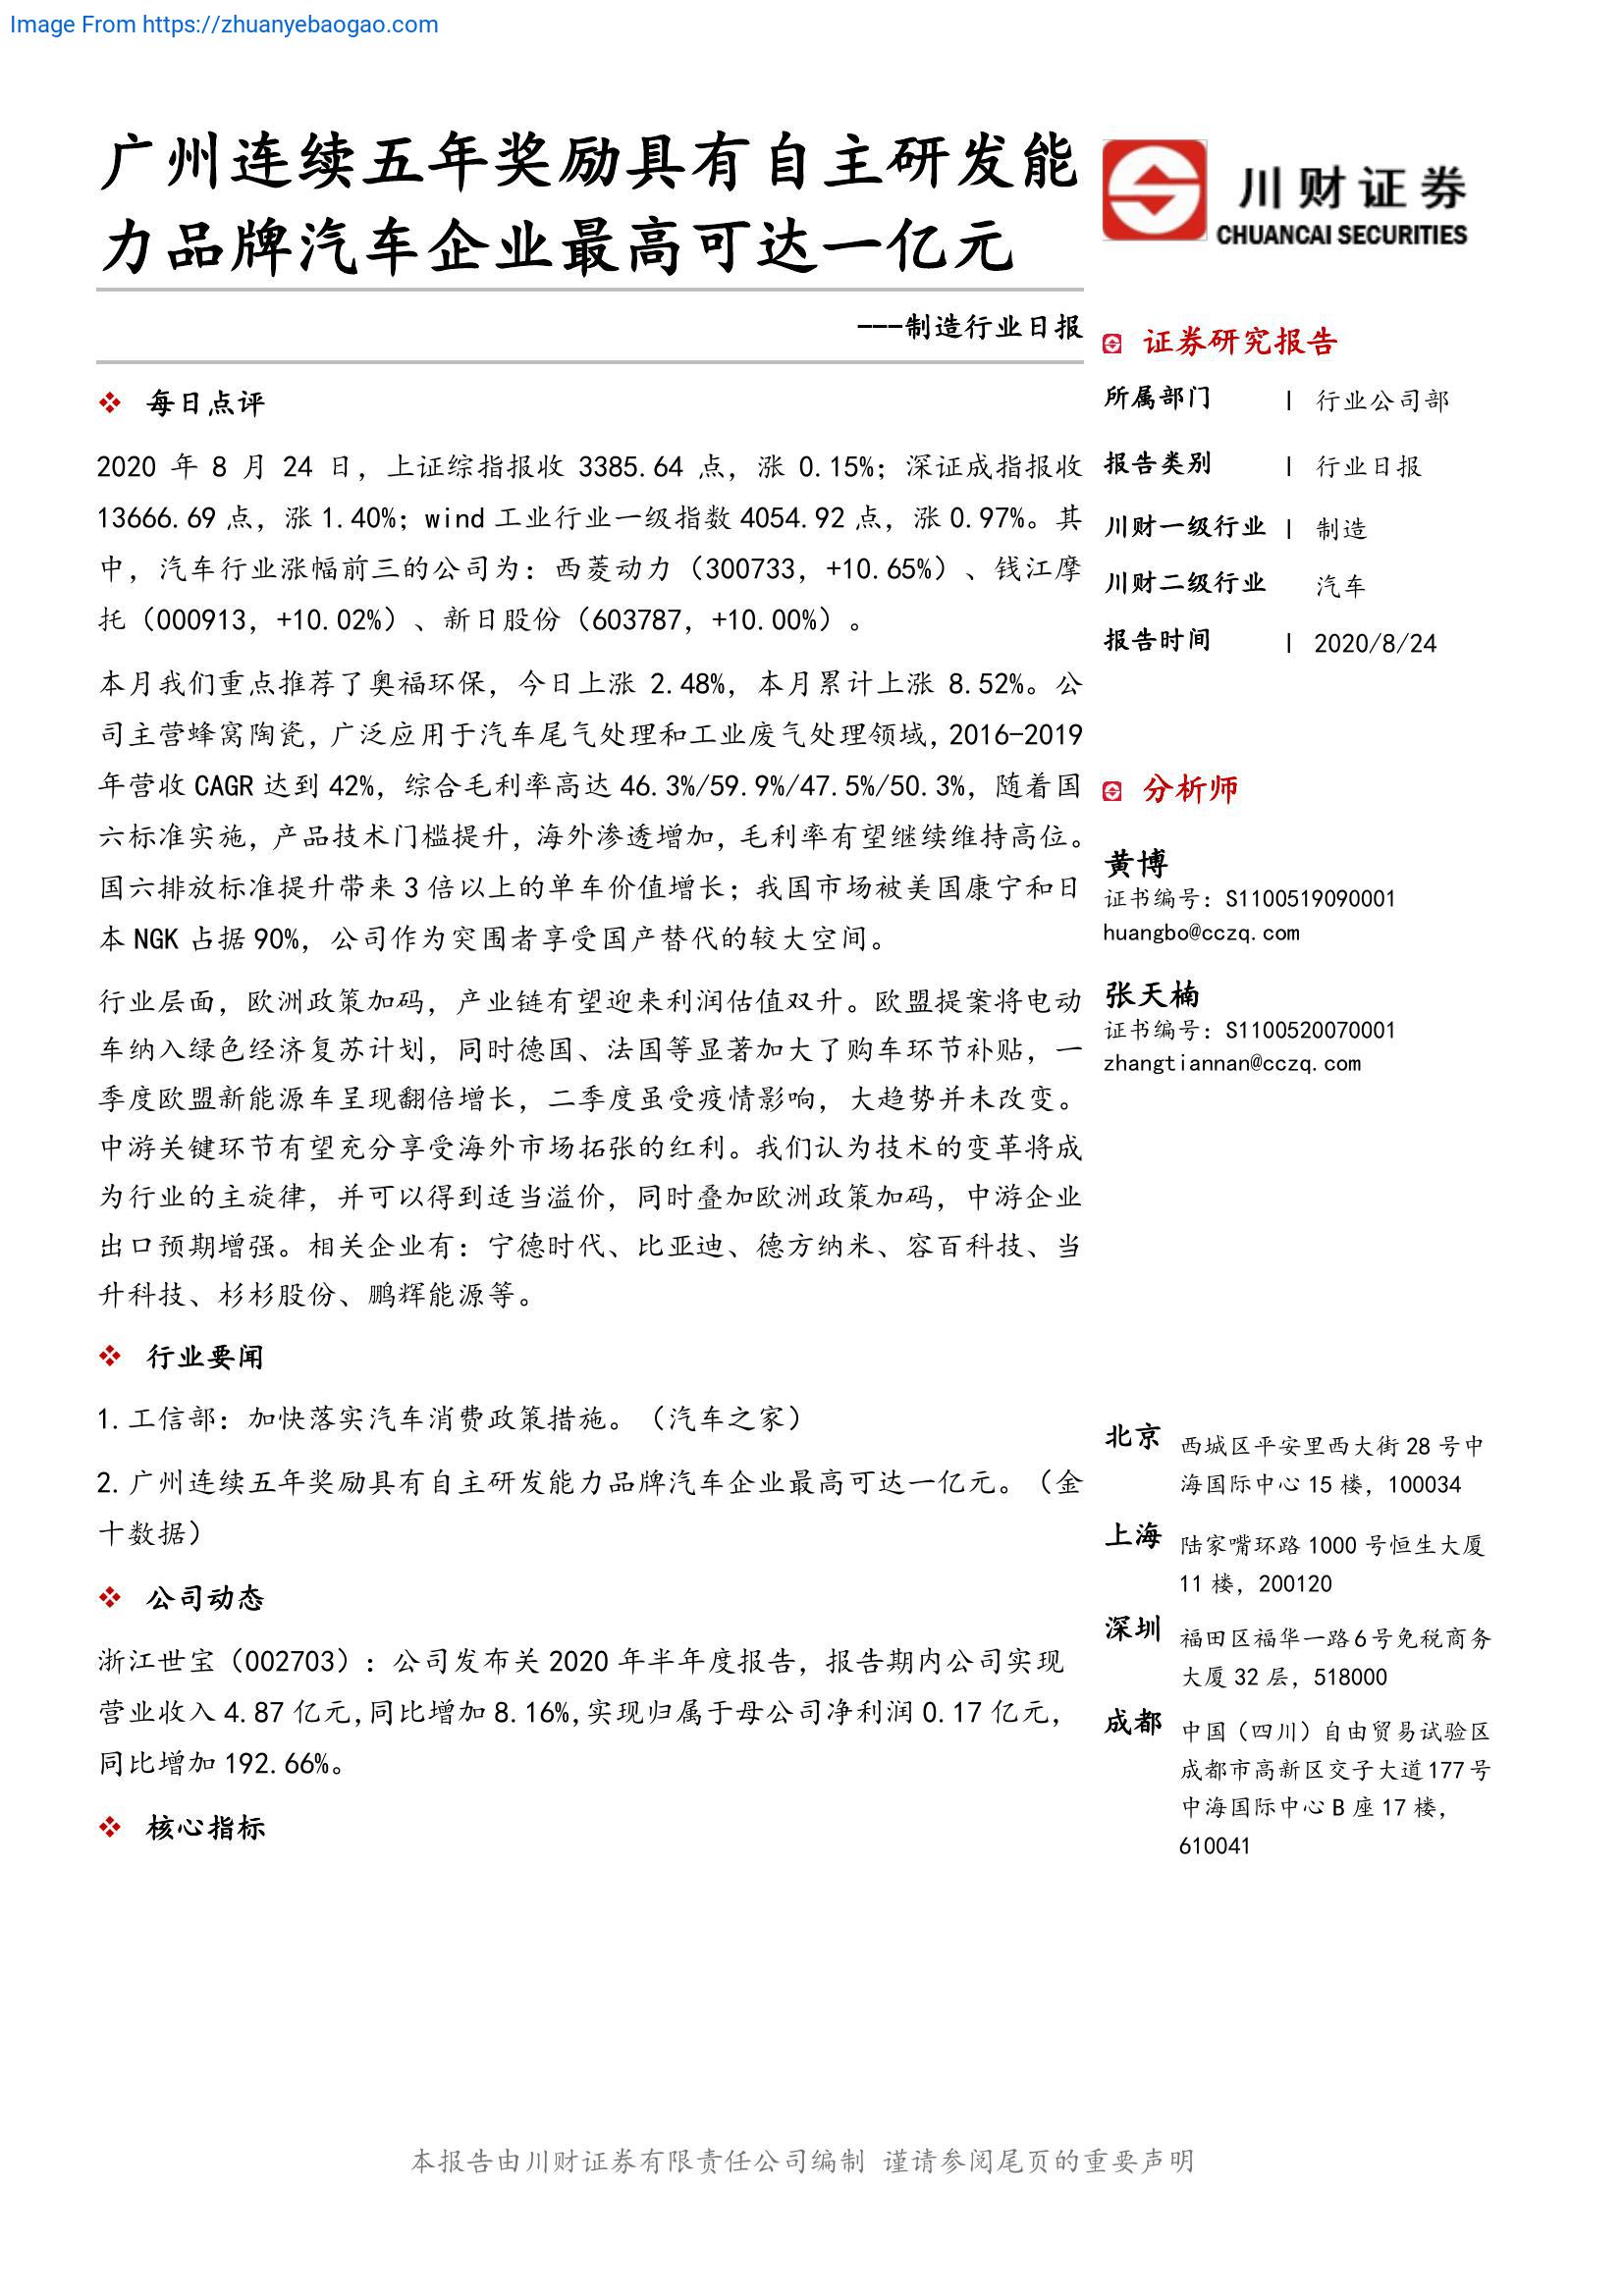 Image From https://zhuanyebaogao.com
广州连续五年奖励具有自主研发能
力品牌汽车企业最高可达一亿元
---制造行业日报
❖ 每日点评
2020 年 8 月 24 日，上证综指报收 3385.64 点，涨 0.15%；深证成指报收
13666.69 点，涨 1.40%；wind 工业行业一级指数 4054.92 点，涨 0.97%。其
中，汽车行业涨幅前三的公司为：西菱动力（300733，+10.65%）、钱江摩
托（000913，+10.02%）、新日股份（603787，+10.00%）。
本月我们重点推荐了奥福环保，今日上涨 2.48%，本月累计上涨 8.52%。公
司主营蜂窝陶瓷，广泛应用于汽车尾气处理和工业废气处理领域，2016-2019
年营收 CAGR 达到 42%，综合毛利率高达 46.3%/59.9%/47.5%/50.3%，随着国
六标准实施，产品技术门槛提升，海外渗透增加，毛利率有望继续维持高位。
国六排放标准提升带来 3 倍以上的单车价值增长；我国市场被美国康宁和日
本 NGK 占据 90%，公司作为突围者享受国产替代的较大空间。
行业层面，欧洲政策加码，产业链有望迎来利润估值双升。欧盟提案将电动
车纳入绿色经济复苏计划，同时德国、法国等显著加大了购车环节补贴，一
季度欧盟新能源车呈现翻倍增长，二季度虽受疫情影响，大趋势并未改变。
中游关键环节有望充分享受海外市场拓张的红利。我们认为技术的变革将成
为行业的主旋律，并可以得到适当溢价，同时叠加欧洲政策加码，中游企业
出口预期增强。相关企业有：宁德时代、比亚迪、德方纳米、容百科技、当
升科技、杉杉股份、鹏辉能源等。
❖ 行业要闻
1.工信部：加快落实汽车消费政策措施。（汽车之家）
2.广州连续五年奖励具有自主研发能力品牌汽车企业最高可达一亿元。（金
十数据）
❖ 公司动态
浙江世宝（002703）：公司发布关 2020 年半年度报告，报告期内公司实现
营业收入 4.87 亿元,同比增加 8.16%,实现归属于母公司净利润 0.17 亿元，
同比增加 192.66%。
❖ 核心指标
川财证券
CHUANCAI SECURITIES
证券研究报告
所属部门 | 行业公司部
报告类别 | 行业日报
川财一级行业 | 制造
川财二级行业 汽车
报告时间 | 2020/8/24
分析师
黄博
证书编号：S1100519090001
huangbo@cczq.com
张天楠
证书编号：S1100520070001
zhangtiannan@cczq.com
北京 西城区平安里西大街 28 号中
海国际中心 15 楼，100034
上海 陆家嘴环路 1000 号恒生大厦
11 楼，200120
深圳 福田区福华一路 6 号免税商务
大厦 32 层，518000
成都 中国（四川）自由贸易试验区
成都市高新区交子大道 177 号
中海国际中心 B 座 17 楼，
610041
本报告由川财证券有限责任公司编制 谨请参阅尾页的重要声明